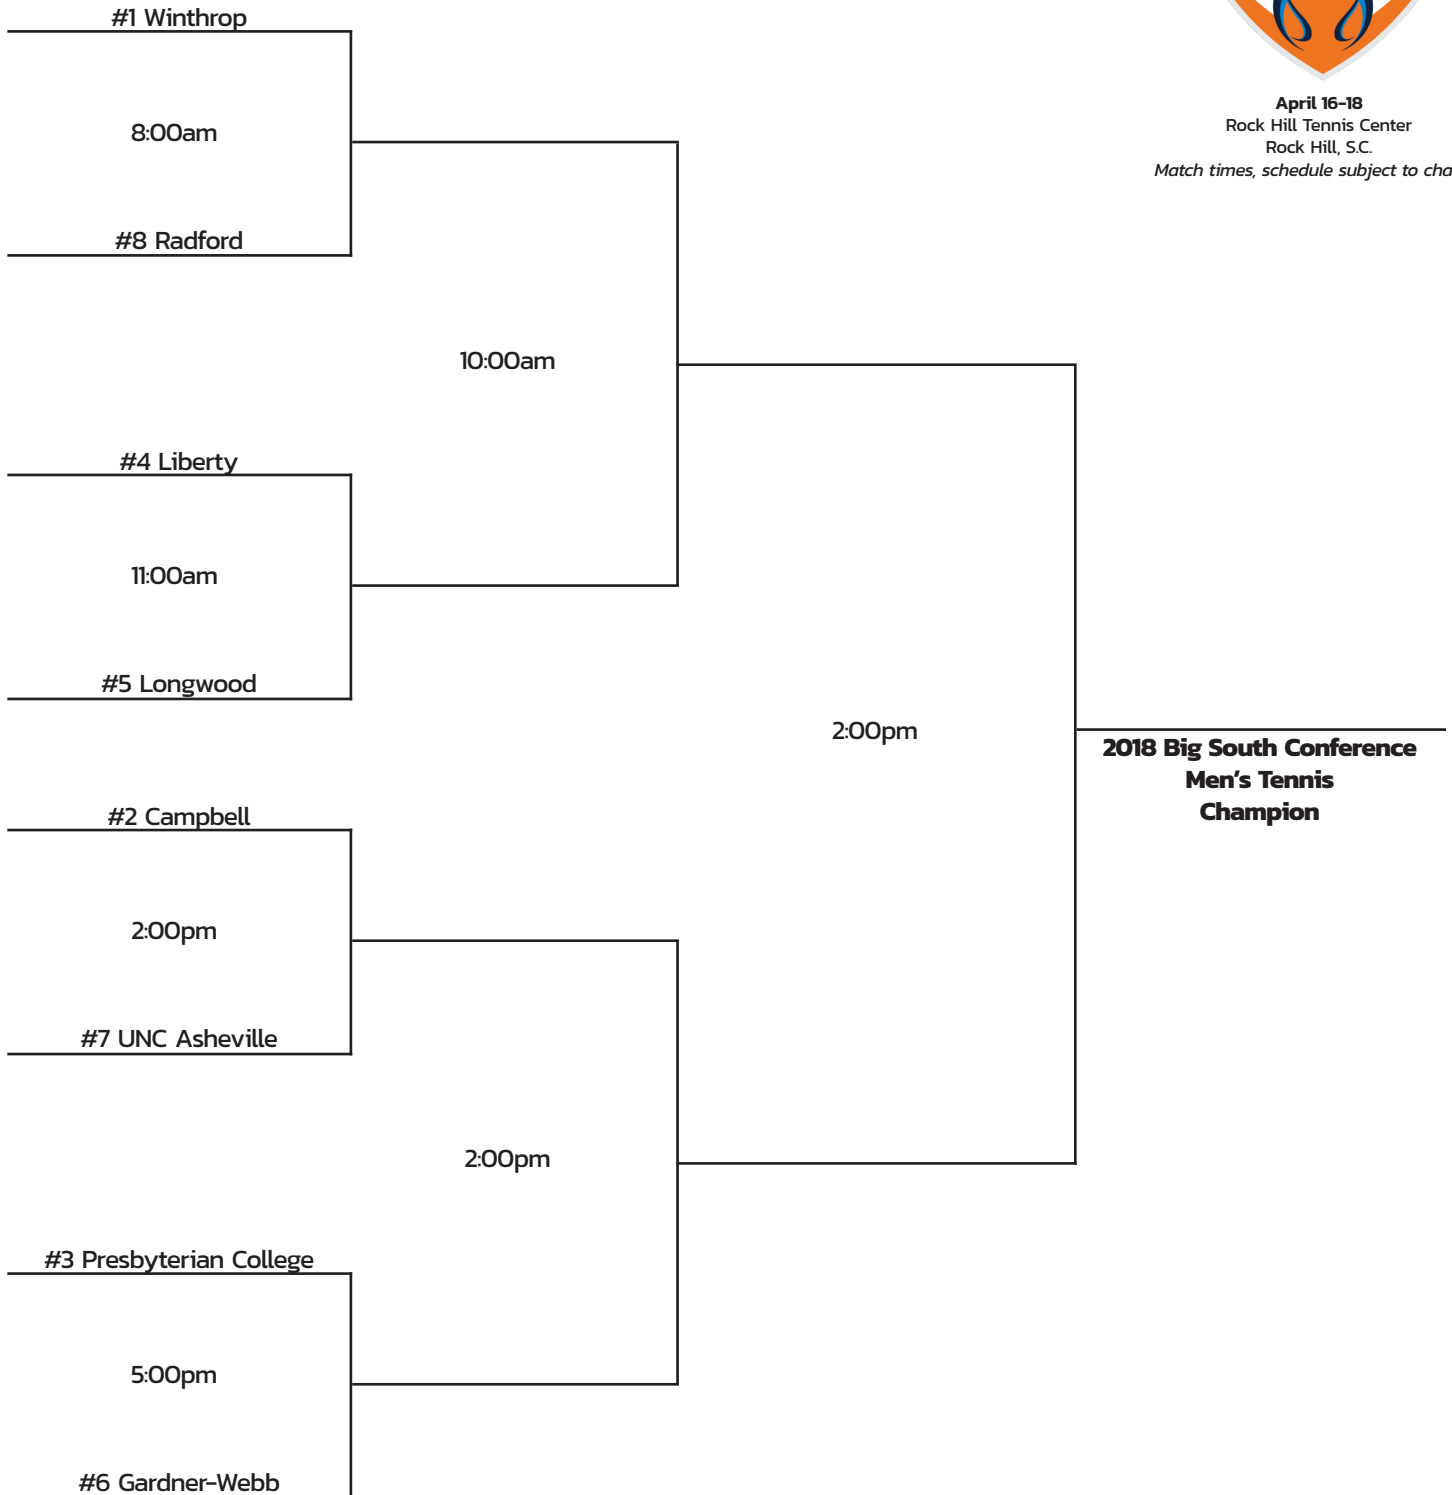 #1 Winthrop
8:00am
#8 Radford
April 16-18
Rock Hill Tennis Center
Rock Hill, S.C.
Match times, schedule subject to cha
10:00am
#4 Liberty
11:00am
#5 Longwood
2:00pm
2018 Big South Conference
Men's Tennis
Champion
#2 Campbell
2:00pm
#7 UNC Asheville
2:00pm
#3 Presbyterian College
5:00pm
#6 Gardner-Webb